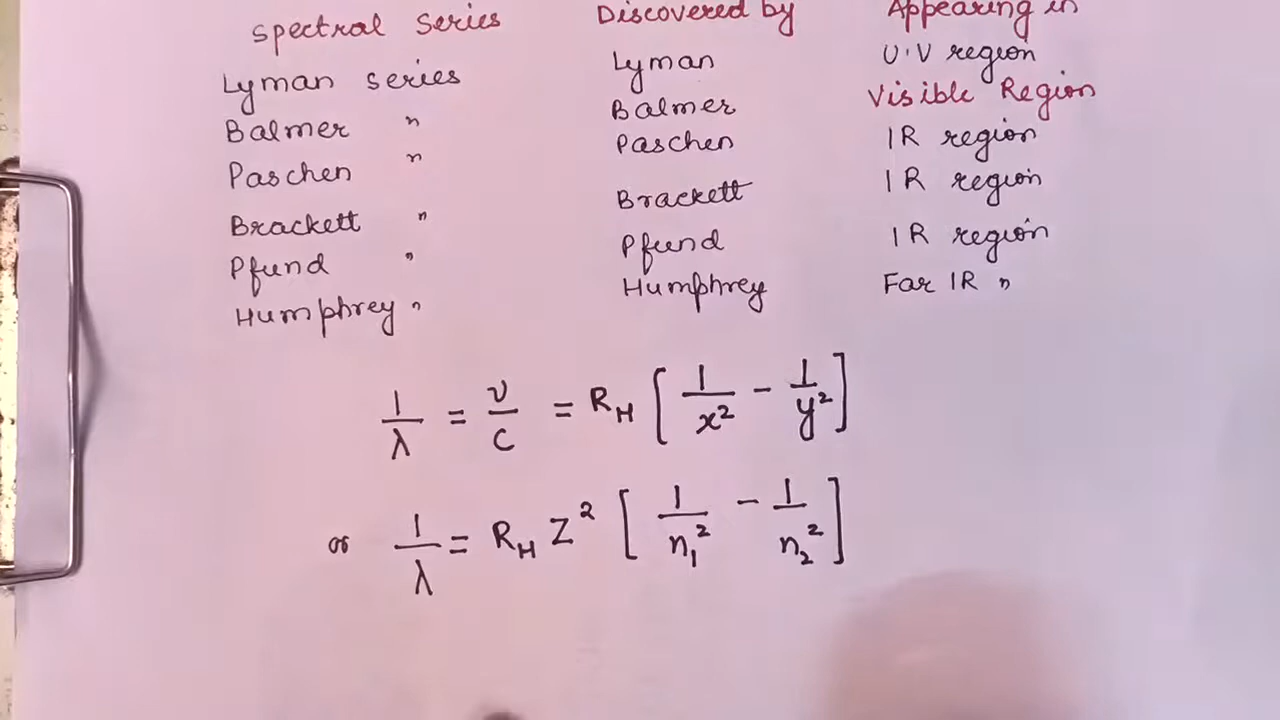 Spectral Series Discovered by Appearing in
Lyman series Lyman U.V region
Balmer " Balmer Visible Region
Paschen " Paschen IR region
Brackett " Brackett IR region
Pfund " Pfund IR region
Humphrey " Humphrey Far IR "
1/λ = ν/c = R_H [1/x² − 1/y²]
or 1/λ = R_H Z² [1/n₁² − 1/n₂²]